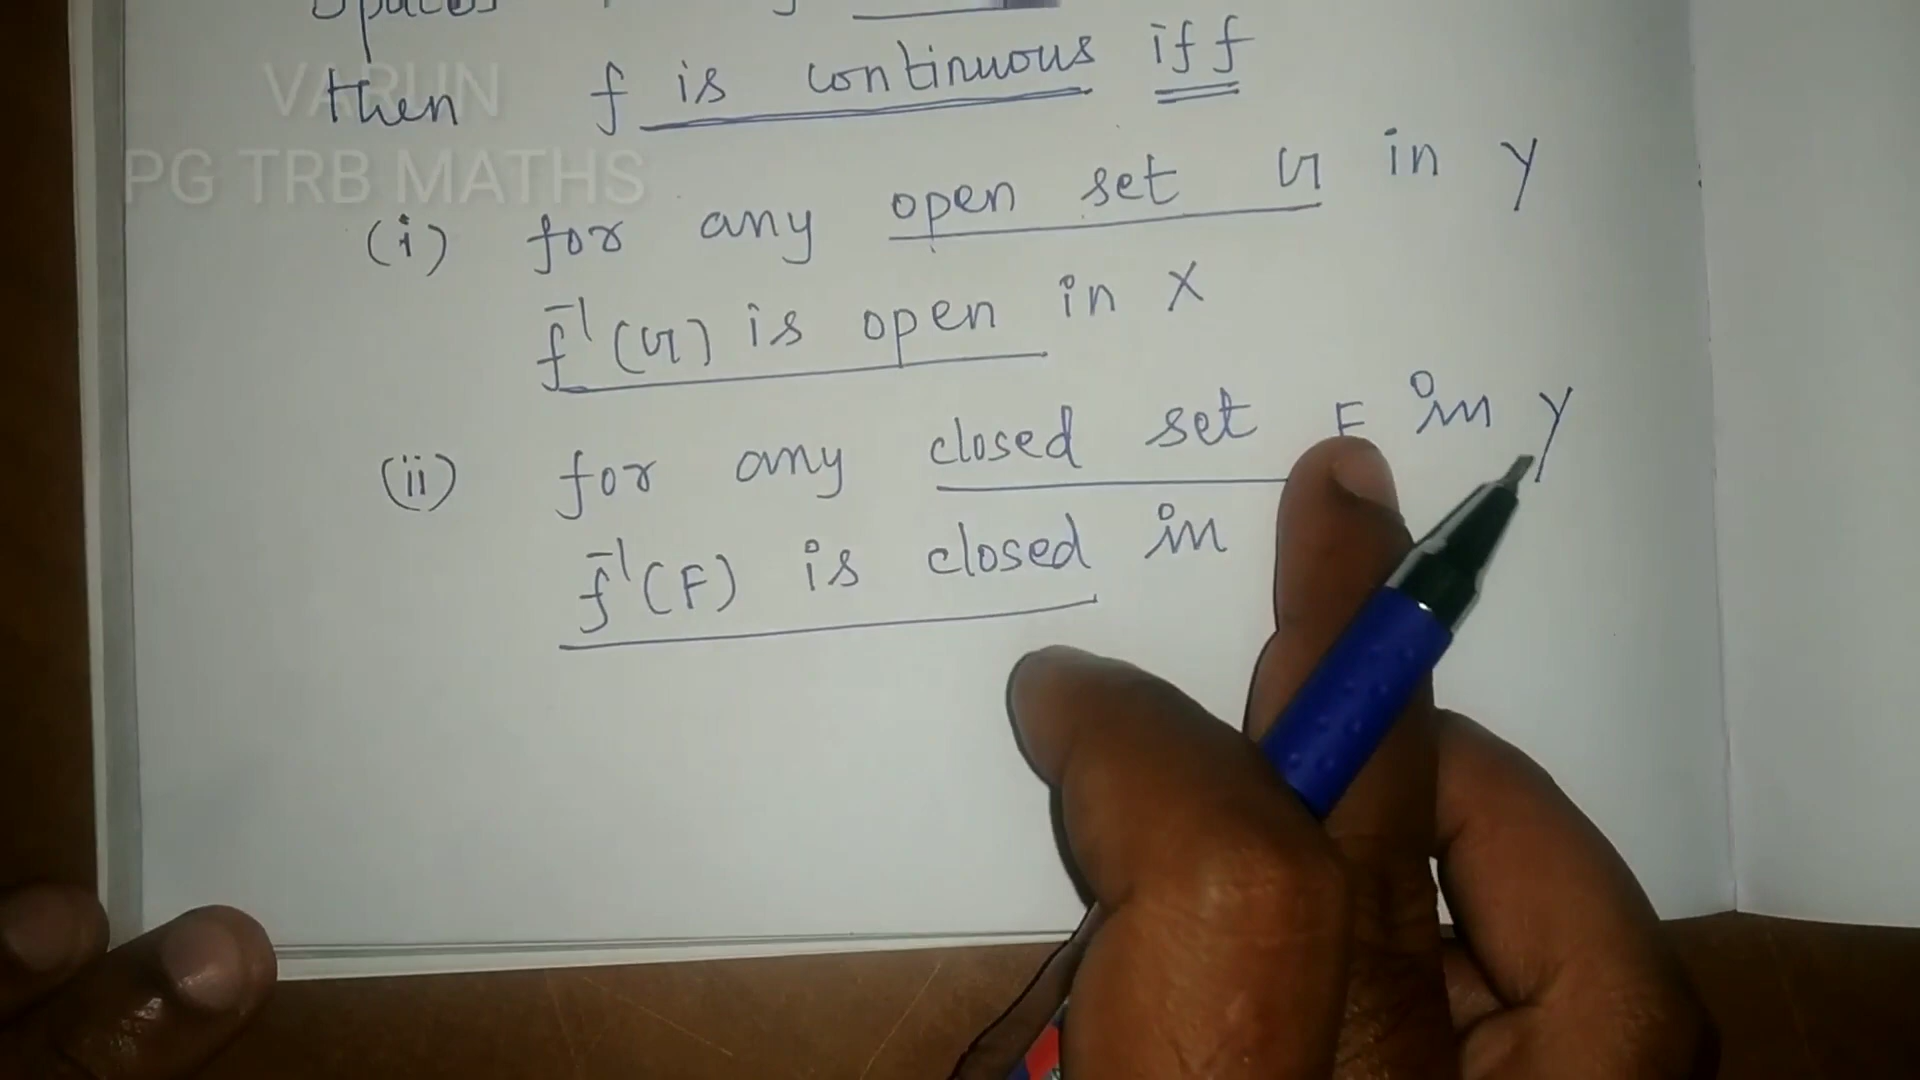 Spaces
then f is continuous iff
VARUN
PG TRB MATHS
(i) for any open set G in Y
f⁻¹(G) is open in X
(ii) for any closed set F in Y
f⁻¹(F) is closed in